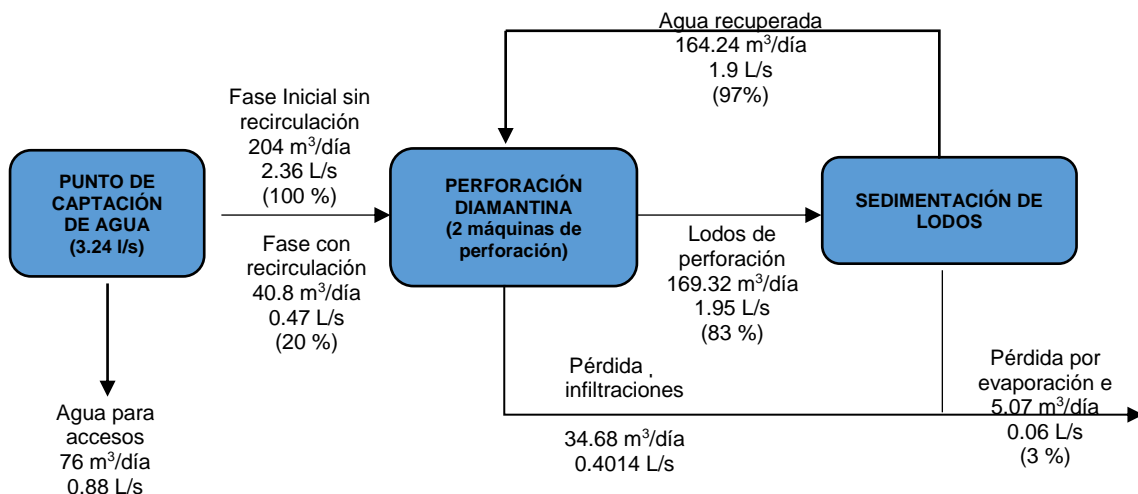 Agua recuperada
164.24 m³/día
1.9 L/s
(97%)
Fase Inicial sin
recirculación
204 m³/día
2.36 L/s
(100 %)
PUNTO DE
CAPTACIÓN
DE AGUA
(3.24 l/s)
PERFORACIÓN
DIAMANTINA
(2 máquinas de
perforación)
SEDIMENTACIÓN DE
LODOS
Fase con
recirculación
40.8 m³/día
0.47 L/s
(20 %)
Lodos de
perforación
169.32 m³/día
1.95 L/s
(83 %)
Pérdida
infiltraciones
34.68 m³/día
0.4014 L/s
Pérdida por
evaporación e
5.07 m³/día
0.06 L/s
(3 %)
Agua para
accesos
76 m³/día
0.88 L/s